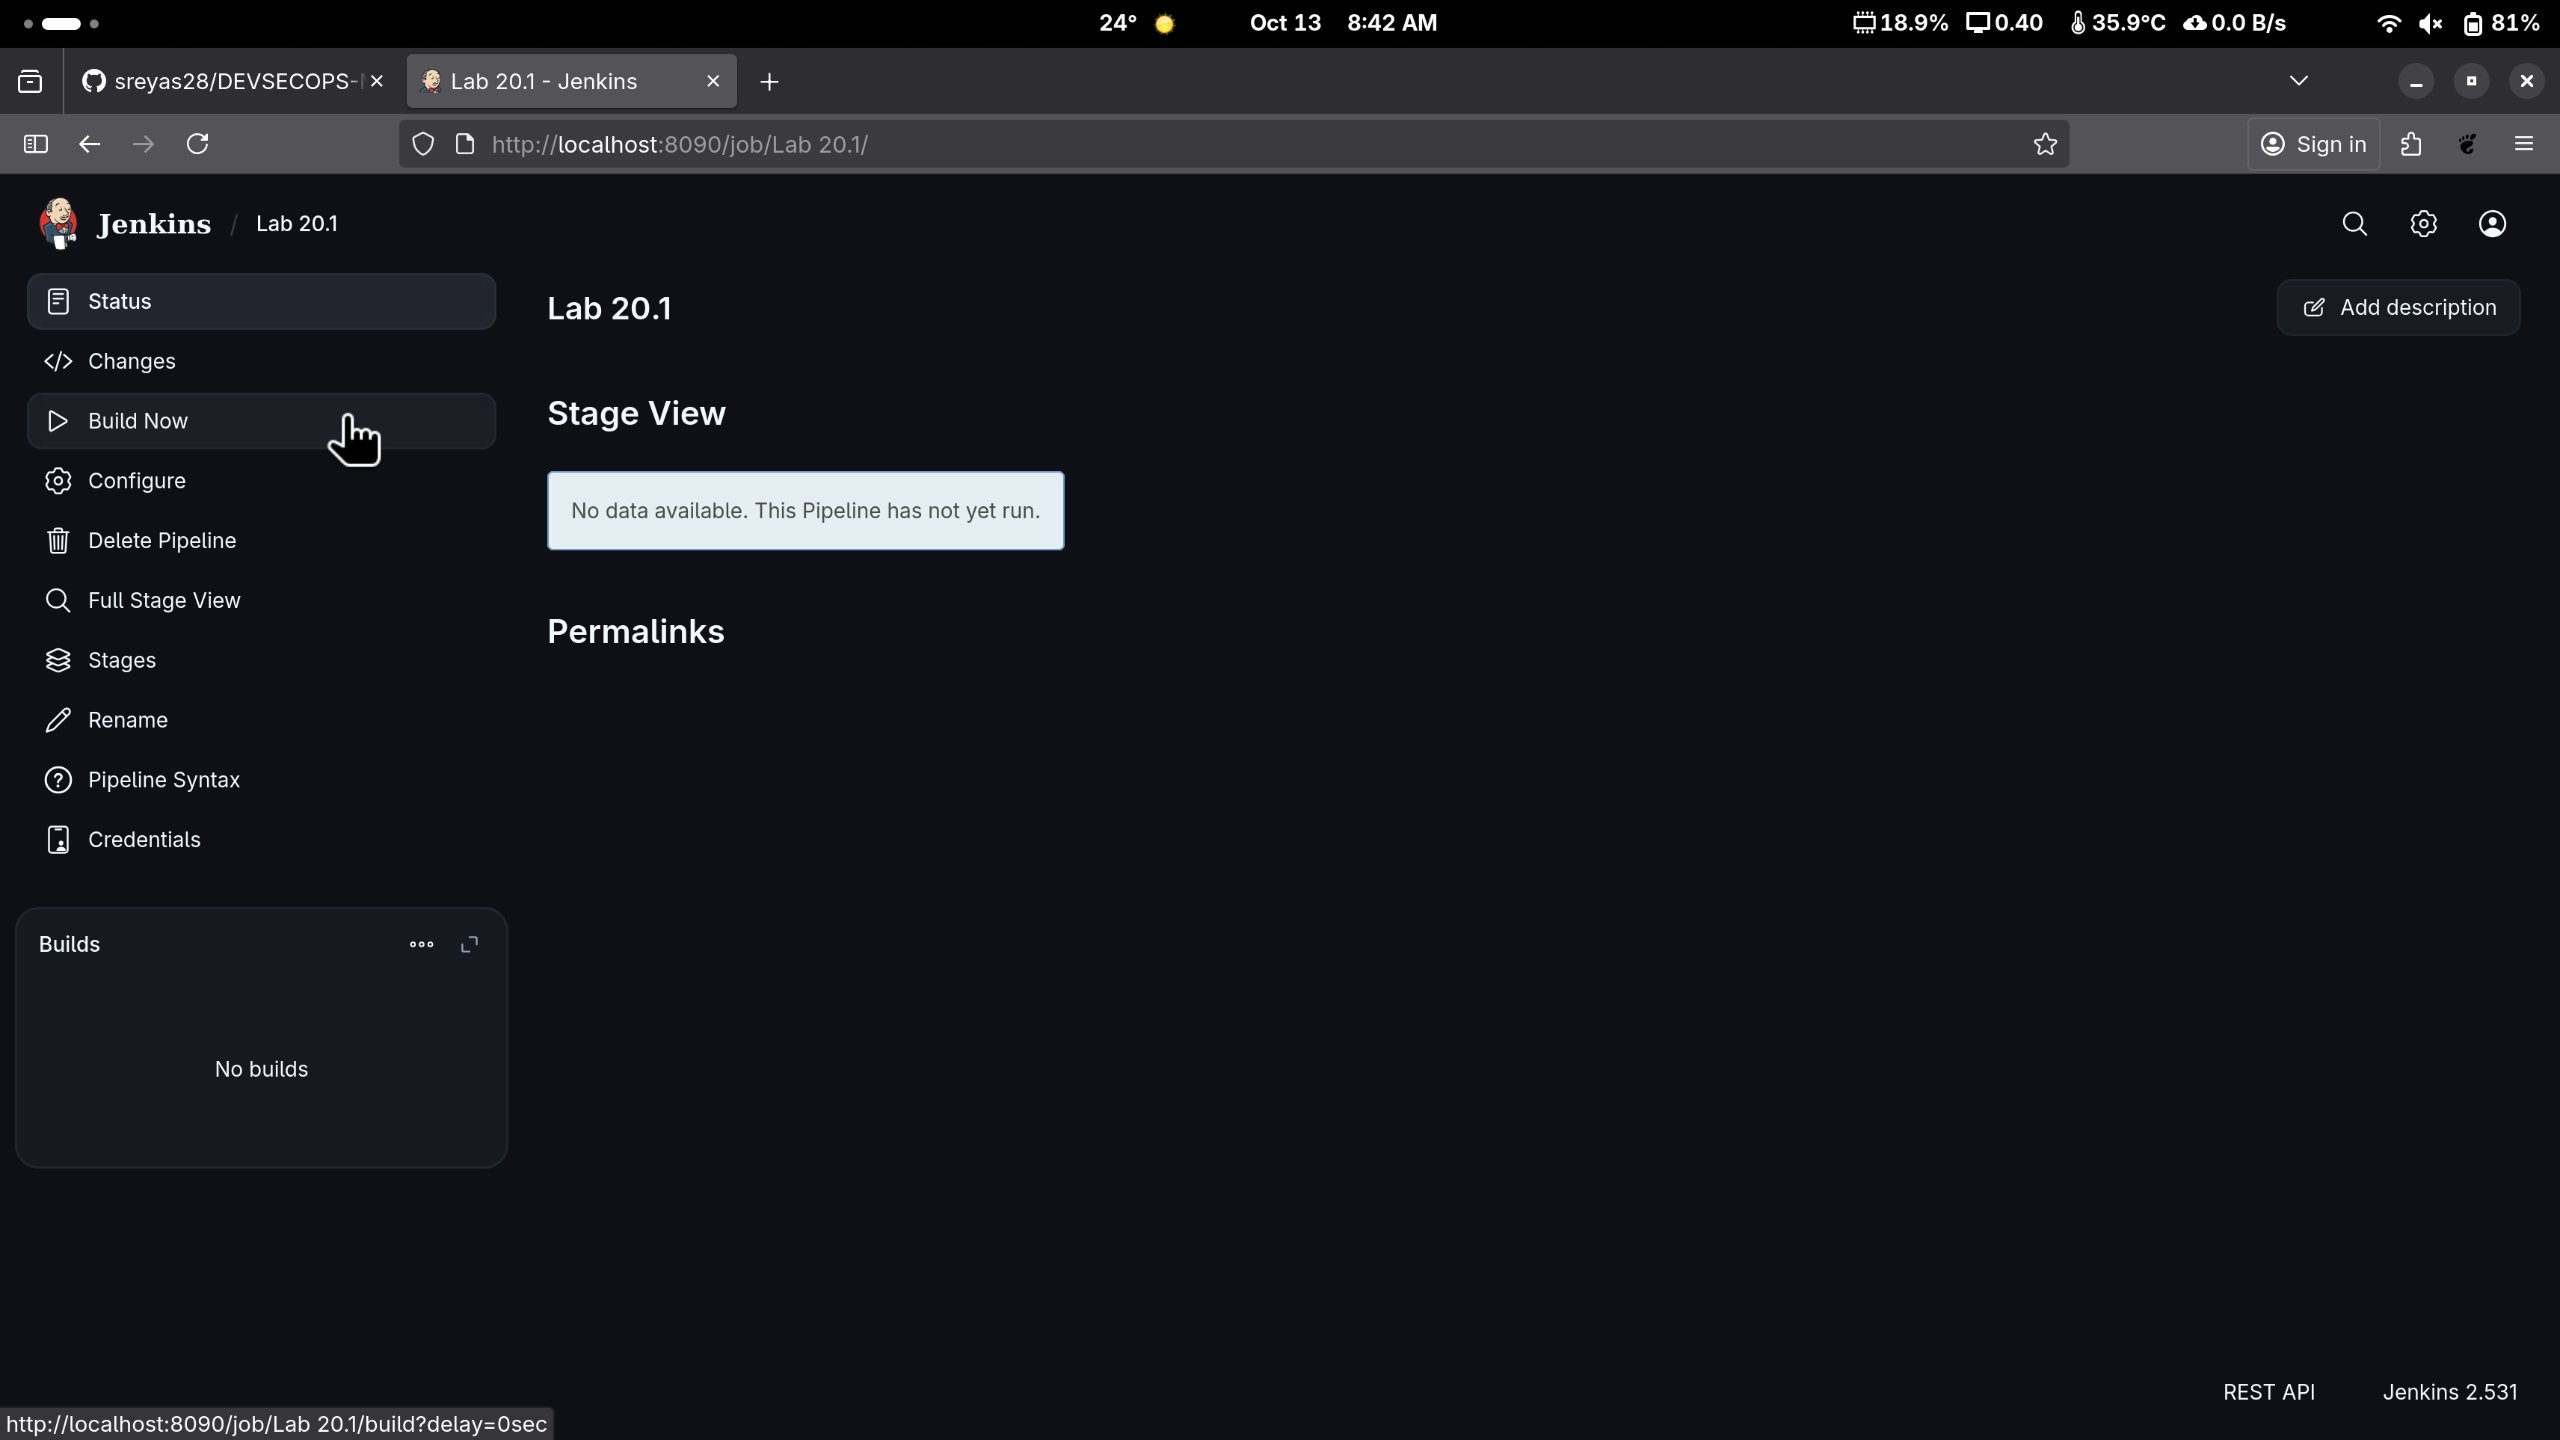 24° Oct 13 8:42 AM 18.9% 0.40 35.9°C 0.0 B/s 81%
sreyas28/DEVSECOPS- Lab 20.1 - Jenkins
http://localhost:8090/job/Lab 20.1/ Sign in
Jenkins / Lab 20.1
Status
Changes
Build Now
Configure
Delete Pipeline
Full Stage View
Stages
Rename
Pipeline Syntax
Credentials
Builds
No builds
Lab 20.1 Add description
Stage View
No data available. This Pipeline has not yet run.
Permalinks
REST API Jenkins 2.531
http://localhost:8090/job/Lab 20.1/build?delay=0sec